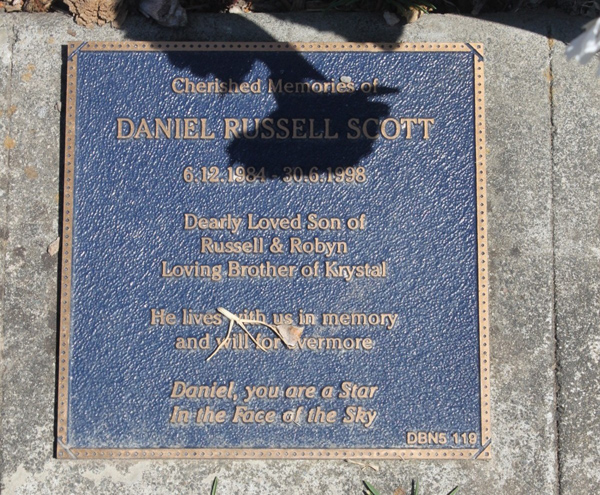 Cherished Memories of
DANIEL RUSSELL SCOTT
6.12.1984 - 30.6.1998
Dearly Loved Son of
Russell & Robyn
Loving Brother of Krystal
He lives with us in memory
and will for evermore
Daniel, you are a Star
In the Face of the Sky
DBN5 119